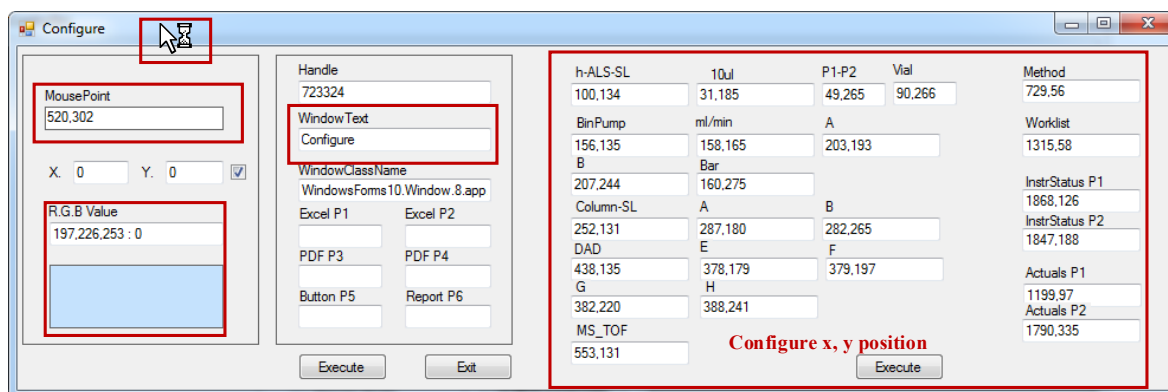 Configure
MousePoint
520,302
X. 0 Y. 0
R.G.B Value
197,226,253 : 0
Handle
723324
WindowText
Configure
WindowClassName
WindowsForms10.Window.8.app
Excel P1 Excel P2
PDF P3 PDF P4
Button P5 Report P6
Execute Exit
h-ALS-SL 10ul P1-P2 Vial
100,134 31,185 49,265 90,266
BinPump ml/min A
156,135 158,165 203,193
B Bar
207,244 160,275
Column-SL A B
252,131 287,180 282,265
DAD E F
438,135 378,179 379,197
G H
382,220 388,241
MS_TOF
553,131
Configure x, y position
Execute
Method
729,56
Worklist
1315,58
InstrStatus P1
1868,126
InstrStatus P2
1847,188
Actuals P1
1199,97
Actuals P2
1790,335